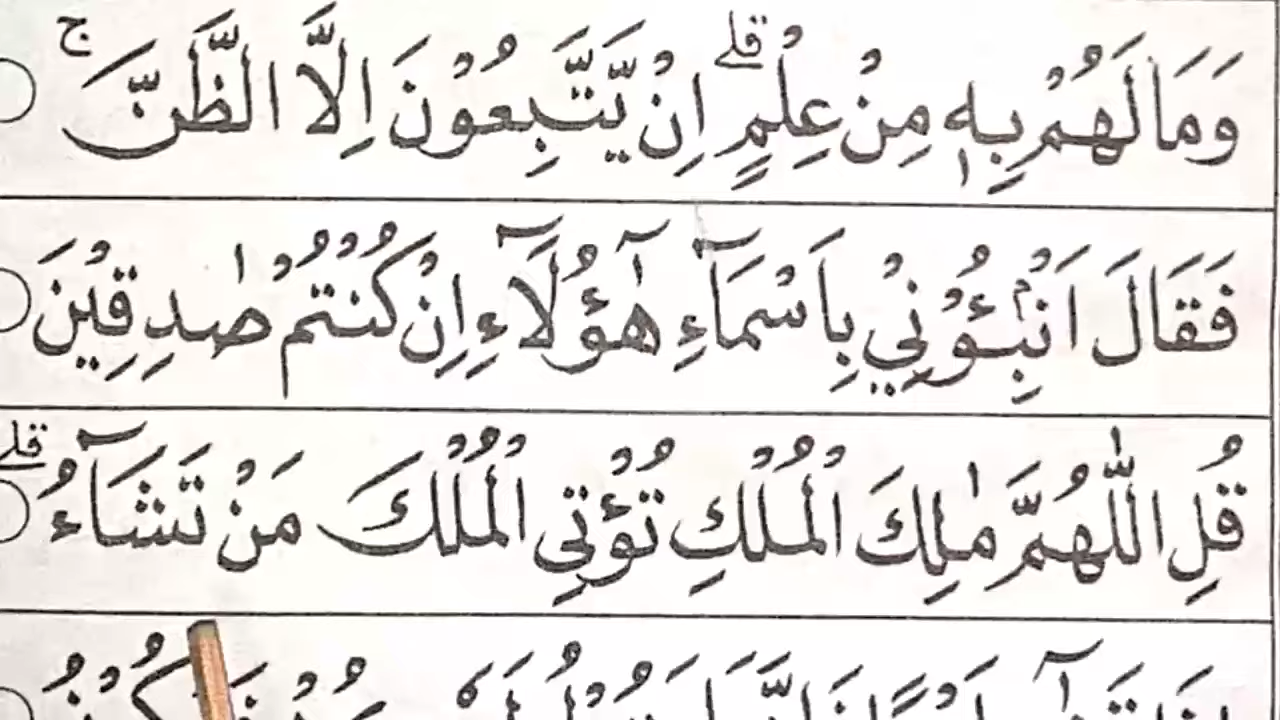 وَمَا لَهُمْ بِهٖ مِنْ عِلْمٍ ۗ اِنْ يَّتَّبِعُوْنَ اِلَّا الظَّنَّ ۚ
فَقَالَ اَنْۢبِـُٔوْنِيْ بِاَسْمَآءِ هٰٓؤُلَآءِ اِنْ كُنْتُمْ صٰدِقِيْنَ
قُلِ اللّٰهُمَّ مٰلِكَ الْمُلْكِ تُؤْتِي الْمُلْكَ مَنْ تَشَآءُ ۗ